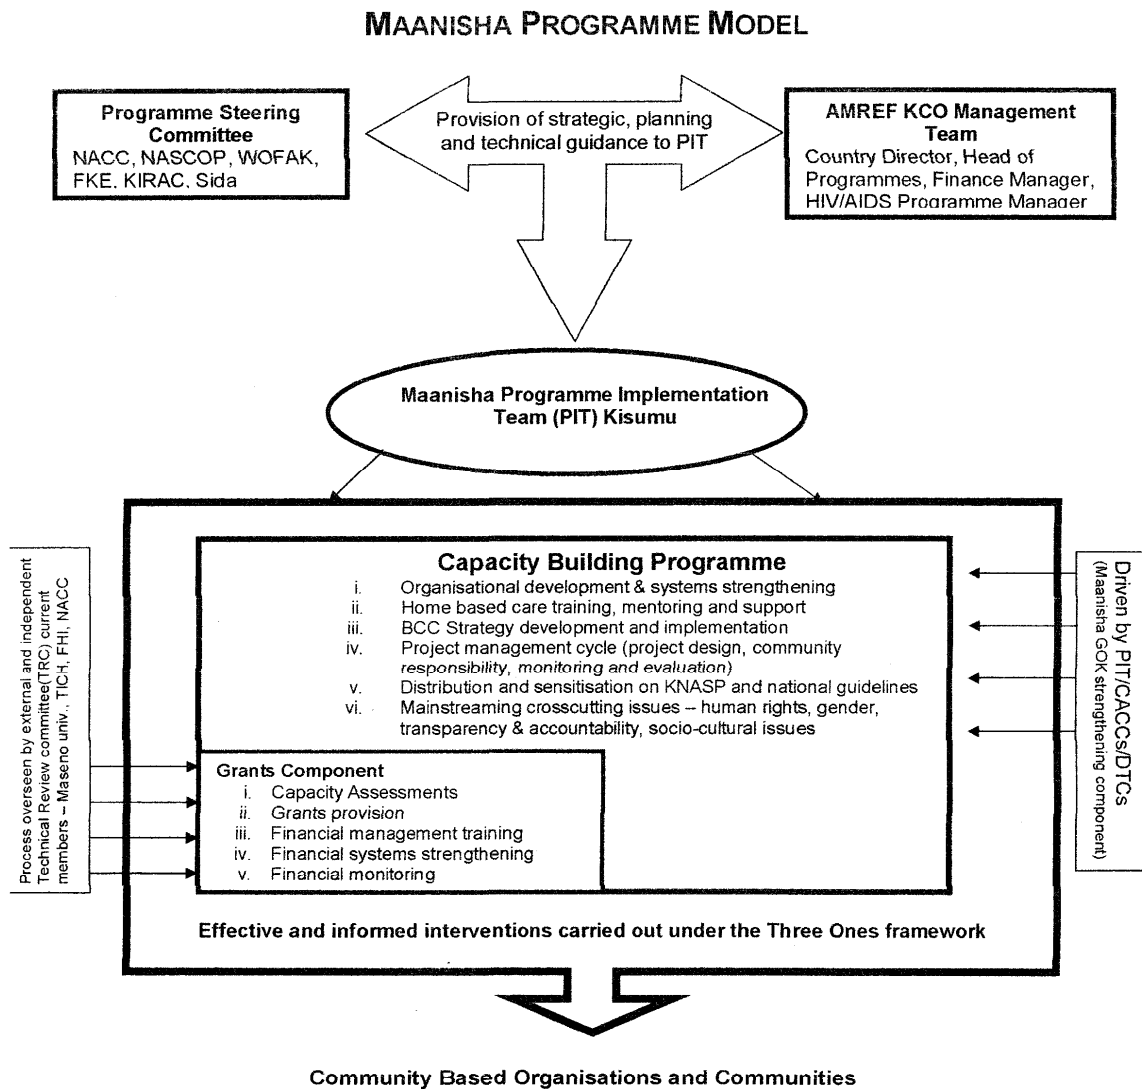 MAANISHA PROGRAMME MODEL
Programme Steering
Committee
NACC, NASCOP, WOFAK,
FKE, KIRAC, Sida
Provision of strategic, planning
and technical guidance to PIT
AMREF KCO Management
Team
Country Director, Head of
Programmes, Finance Manager,
HIV/AIDS Programme Manager
Maanisha Programme Implementation
Team (PIT) Kisumu
Process overseen by external and independent
Technical Review committee(TRC) current
members – Maseno univ., TICH, FHI, NACC
Capacity Building Programme
i. Organisational development & systems strengthening
ii. Home based care training, mentoring and support
iii. BCC Strategy development and implementation
iv. Project management cycle (project design, community
responsibility, monitoring and evaluation)
v. Distribution and sensitisation on KNASP and national guidelines
vi. Mainstreaming crosscutting issues – human rights, gender,
transparency & accountability, socio-cultural issues
Grants Component
i. Capacity Assessments
ii. Grants provision
iii. Financial management training
iv. Financial systems strengthening
v. Financial monitoring
Driven by PIT/CACCs/DTCs
(Maanisha GOK strengthening component)
Effective and informed interventions carried out under the Three Ones framework
Community Based Organisations and Communities